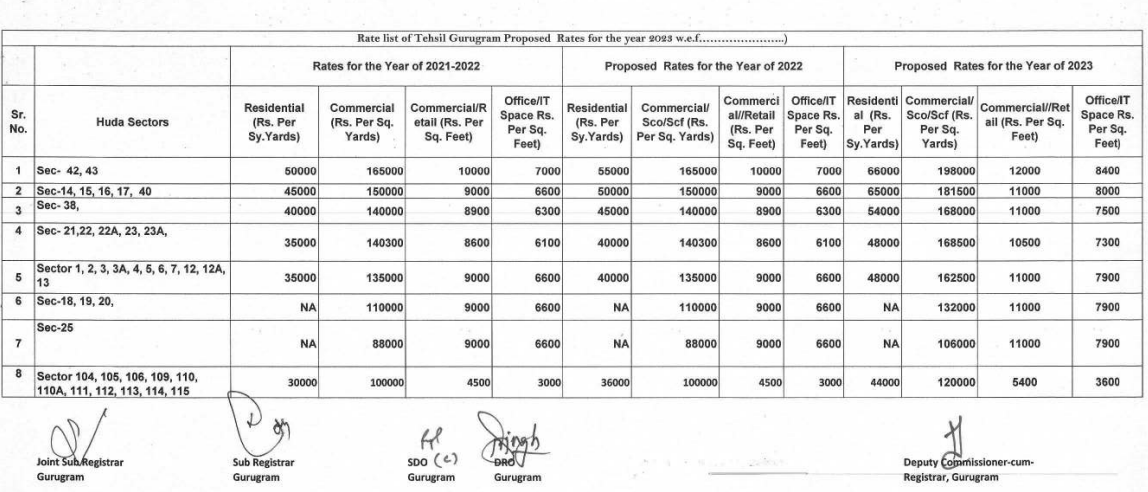 Rate list of Tehsil Gurugram Proposed Rates for the year 2023 w.e.f......................)
Rates for the Year of 2021-2022 Proposed Rates for the Year of 2022 Proposed Rates for the Year of 2023
Sr. No. Huda Sectors Residential (Rs. Per Sy.Yards) Commercial (Rs. Per Sq. Yards) Commercial/R etail (Rs. Per Sq. Feet) Office/IT Space Rs. Per Sq. Feet) Residential (Rs. Per Sy.Yards) Commercial/ Sco/Scf (Rs. Per Sq. Yards) Commerci al//Retail (Rs. Per Sq. Feet) Office/IT Space Rs. Per Sq. Feet) Residenti al (Rs. Per Sy.Yards) Commercial/ Sco/Scf (Rs. Per Sq. Yards) Commercial//Ret ail (Rs. Per Sq. Feet) Office/IT Space Rs. Per Sq. Feet)
1 Sec- 42, 43 50000 165000 10000 7000 55000 165000 10000 7000 66000 198000 12000 8400
2 Sec-14, 15, 16, 17, 40 45000 150000 9000 6600 50000 150000 9000 6600 65000 181500 11000 8000
3 Sec- 38, 40000 140000 8900 6300 45000 140000 8900 6300 54000 168000 11000 7500
4 Sec- 21,22, 22A, 23, 23A, 35000 140300 8600 6100 40000 140300 8600 6100 48000 168500 10500 7300
5 Sector 1, 2, 3, 3A, 4, 5, 6, 7, 12, 12A, 13 35000 135000 9000 6600 40000 135000 9000 6600 48000 162500 11000 7900
6 Sec-18, 19, 20, NA 110000 9000 6600 NA 110000 9000 6600 NA 132000 11000 7900
7 Sec-25 NA 88000 9000 6600 NA 88000 9000 6600 NA 106000 11000 7900
8 Sector 104, 105, 106, 109, 110, 110A, 111, 112, 113, 114, 115 30000 100000 4500 3000 36000 100000 4500 3000 44000 120000 5400 3600
Joint Sub Registrar Sub Registrar SDO (c) DRO Deputy Commissioner-cum-
Gurugram Gurugram Gurugram Gurugram Registrar, Gurugram